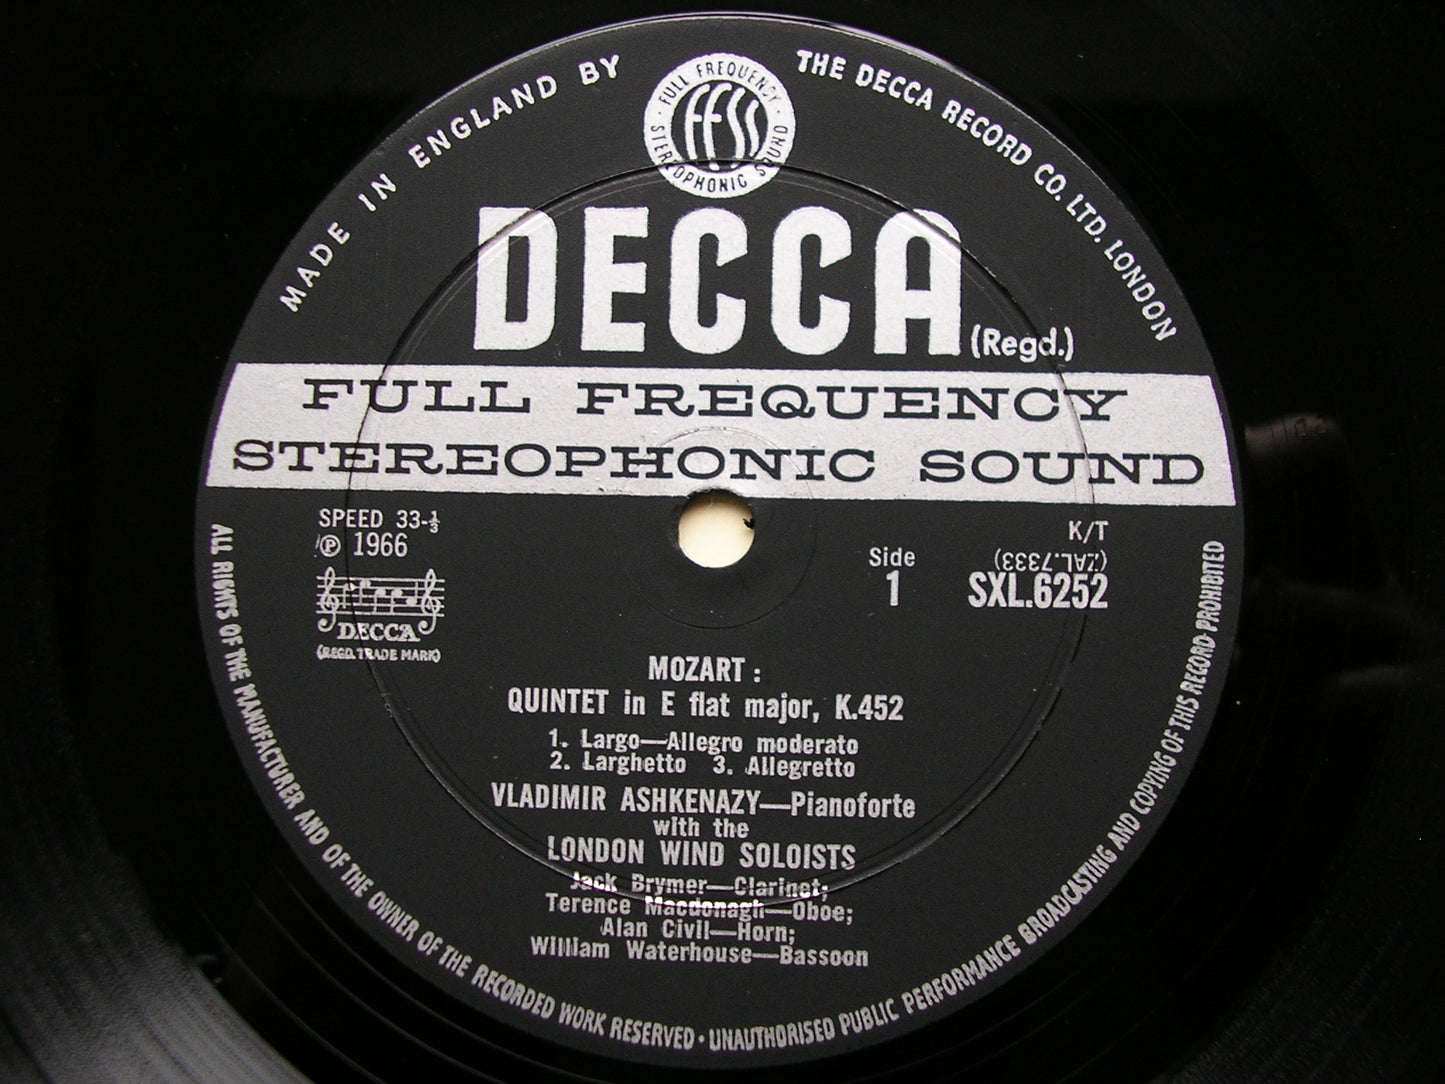 MADE IN ENGLAND BY
THE DECCA RECORD CO. LTD. LONDON
FULL FREQUENCY
FFSS
STEREOPHONIC SOUND
DECCA
(Regd.)
FULL FREQUENCY
STEREOPHONIC SOUND
SPEED 33-⅓
Ⓟ 1966
DECCA
(REGD. TRADE MARK)
Side
1
K/T
(ZAL.7333)
SXL.6252
MOZART :
QUINTET in E flat major, K.452
1. Largo—Allegro moderato
2. Larghetto 3. Allegretto
VLADIMIR ASHKENAZY—Pianoforte
with the
LONDON WIND SOLOISTS
Jack Brymer—Clarinet;
Terence Macdonagh—Oboe;
Alan Civil—Horn;
William Waterhouse—Bassoon
ALL RIGHTS OF THE MANUFACTURER AND OF THE OWNER OF THE RECORDED WORK RESERVED · UNAUTHORISED PUBLIC PERFORMANCE BROADCASTING AND COPYING OF THIS RECORD PROHIBITED